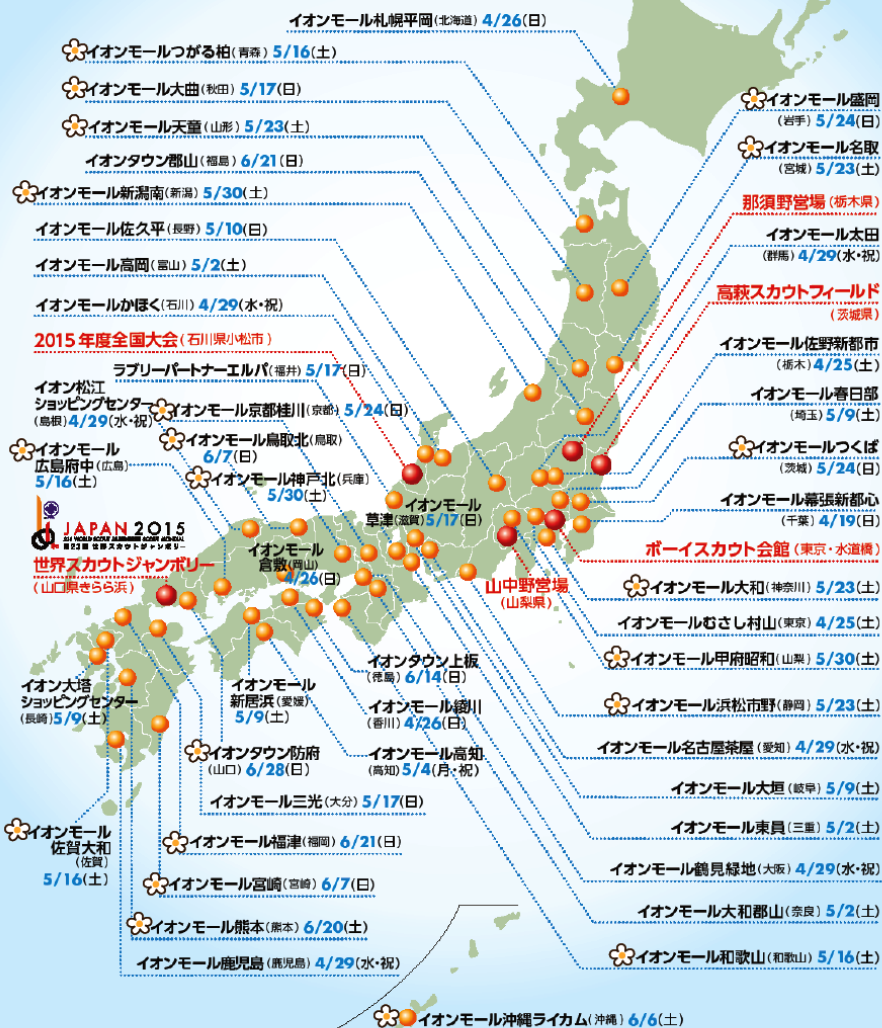 イオンモール札幌平岡(北海道) 4/26(日)
イオンモールつがる柏(青森) 5/16(土)
イオンモール大曲(秋田) 5/17(日)
イオンモール天童(山形) 5/23(土)
イオンタウン郡山(福島) 6/21(日)
イオンモール新潟南(新潟) 5/30(土)
イオンモール佐久平(長野) 5/10(日)
イオンモール高岡(富山) 5/2(土)
イオンモールかほく(石川) 4/29(水・祝)
2015年度全国大会(石川県小松市)
ラブリーパートナーエルパ(福井) 5/17(日)
イオン松江
ショッピングセンター
(島根) 4/29(水・祝)
イオンモール京都桂川(京都) 5/24(日)
イオンモール鳥取北(鳥取)
6/7(日)
イオンモール
広島府中(広島)
5/16(土)
イオンモール神戸北(兵庫)
5/30(土)
イオンモール
草津(滋賀) 5/17(日)
JAPAN 2015
第23回 世界スカウトジャンボリー
イオンモール
倉敷(岡山)
4/26(日)
世界スカウトジャンボリー
(山口県きらら浜)
イオンモール盛岡
(岩手) 5/24(日)
イオンモール名取
(宮城) 5/23(土)
那須野営場(栃木県)
イオンモール太田
(群馬) 4/29(水・祝)
高萩スカウトフィールド
(茨城県)
イオンモール佐野新都市
(栃木) 4/25(土)
イオンモール春日部
(埼玉) 5/9(土)
イオンモールつくば
(茨城) 5/24(日)
イオンモール幕張新都心
(千葉) 4/19(日)
ボーイスカウト会館(東京・水道橋)
山中野営場
(山梨県)
イオンモール大和(神奈川) 5/23(土)
イオンモールむさし村山(東京) 4/25(土)
イオンモール甲府昭和(山梨) 5/30(土)
イオンモール浜松市野(静岡) 5/23(土)
イオンモール名古屋茶屋(愛知) 4/29(水・祝)
イオンモール大垣(岐阜) 5/9(土)
イオンモール東員(三重) 5/2(土)
イオンモール鶴見緑地(大阪) 4/29(水・祝)
イオンモール大和郡山(奈良) 5/2(土)
イオンモール和歌山(和歌山) 5/16(土)
イオンタウン上板
(徳島) 6/14(日)
イオンモール綾川
(香川) 4/26(日)
イオンモール高知
(高知) 5/4(月・祝)
イオンモール
新居浜(愛媛)
5/9(土)
イオン大塔
ショッピングセンター
(長崎) 5/9(土)
イオンタウン防府
(山口) 6/28(日)
イオンモール三光(大分) 5/17(日)
イオンモール
佐賀大和
(佐賀)
5/16(土)
イオンモール福津(福岡) 6/21(日)
イオンモール宮崎(宮崎) 6/7(日)
イオンモール熊本(熊本) 6/20(土)
イオンモール鹿児島(鹿児島) 4/29(水・祝)
イオンモール沖縄ライカム(沖縄) 6/6(土)